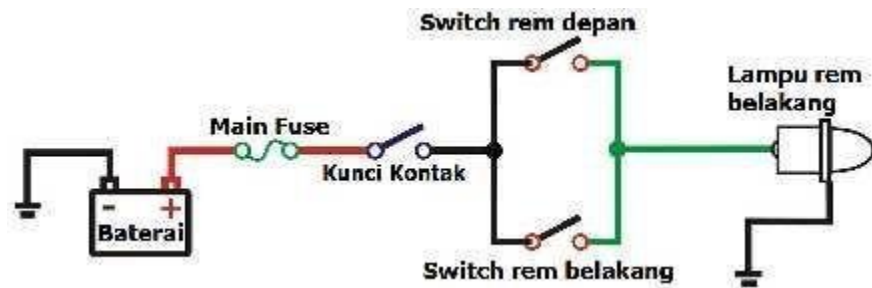 Switch rem depan
Lampu rem
belakang
Main Fuse
Kunci Kontak
- +
Baterai
Switch rem belakang